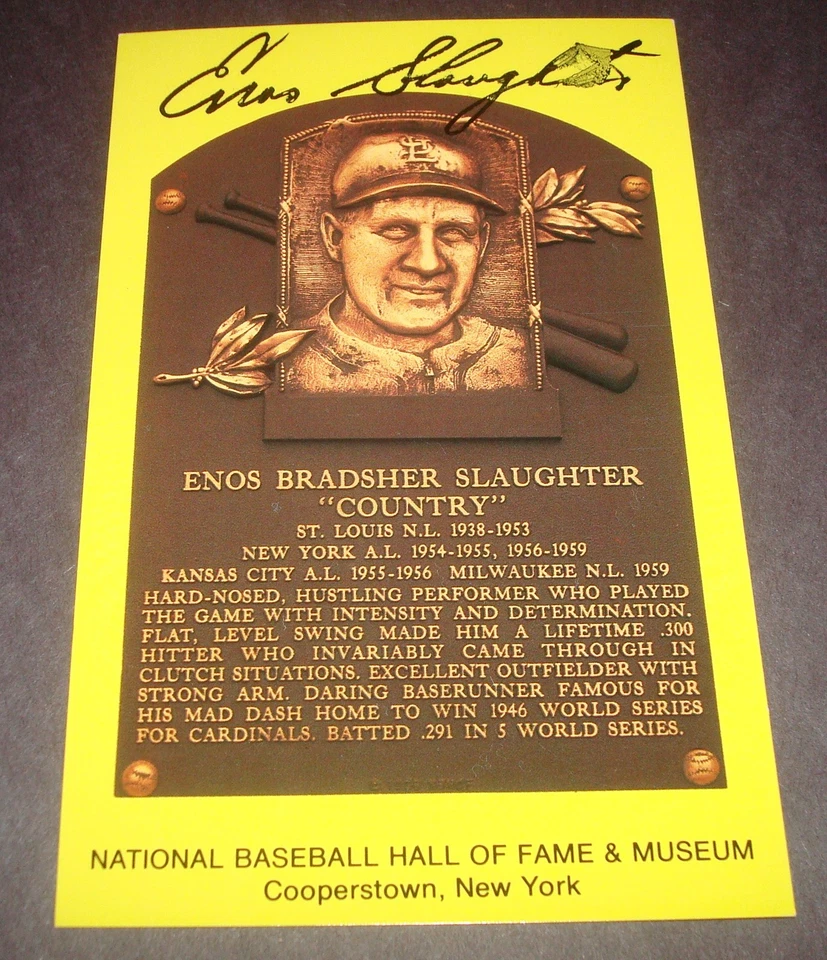 Enos Slaughter
STL
ENOS BRADSHER SLAUGHTER
“COUNTRY”
ST. LOUIS N.L. 1938-1953
NEW YORK A.L. 1954-1955, 1956-1959
KANSAS CITY A.L. 1955-1956 MILWAUKEE N.L. 1959
HARD-NOSED, HUSTLING PERFORMER WHO PLAYED
THE GAME WITH INTENSITY AND DETERMINATION.
FLAT, LEVEL SWING MADE HIM A LIFETIME .300
HITTER WHO INVARIABLY CAME THROUGH IN
CLUTCH SITUATIONS. EXCELLENT OUTFIELDER WITH
STRONG ARM. DARING BASERUNNER FAMOUS FOR
HIS MAD DASH HOME TO WIN 1946 WORLD SERIES
FOR CARDINALS. BATTED .291 IN 5 WORLD SERIES.
NATIONAL BASEBALL HALL OF FAME & MUSEUM
Cooperstown, New York